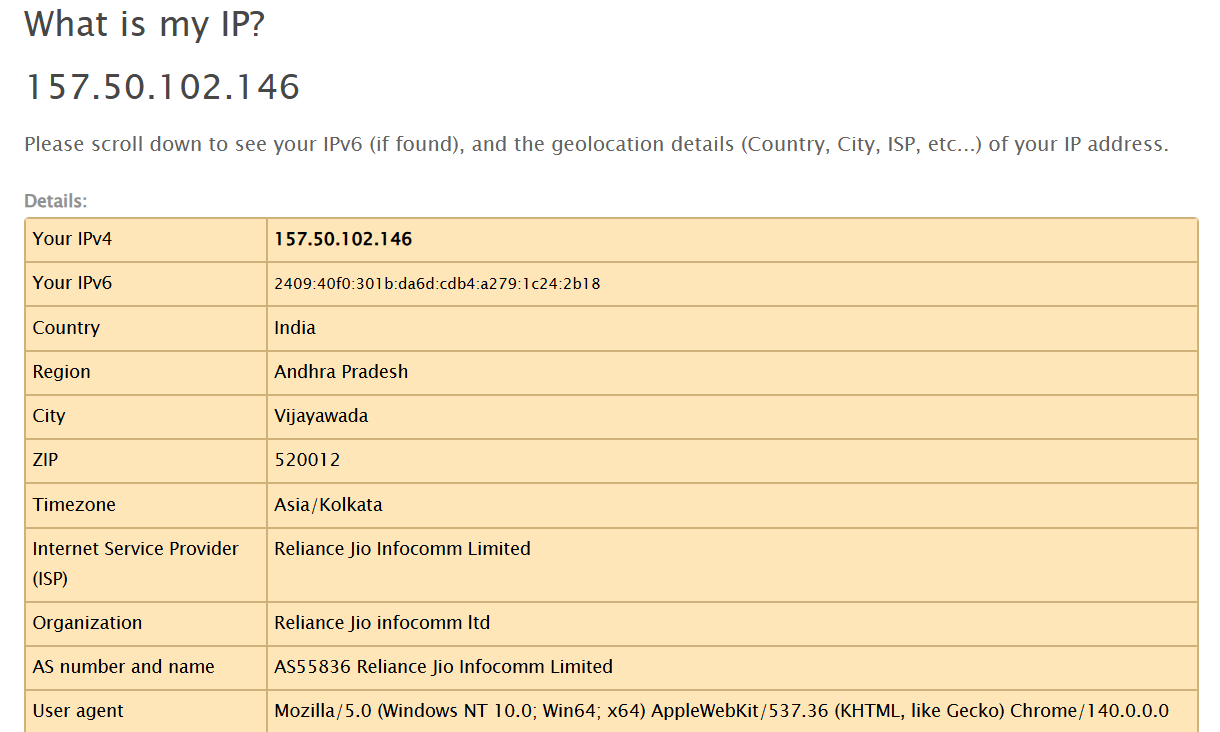 What is my IP?
157.50.102.146
Please scroll down to see your IPv6 (if found), and the geolocation details (Country, City, ISP, etc...) of your IP address.
Details:
Your IPv4 157.50.102.146
Your IPv6 2409:40f0:301b:da6d:cdb4:a279:1c24:2b18
Country India
Region Andhra Pradesh
City Vijayawada
ZIP 520012
Timezone Asia/Kolkata
Internet Service Provider Reliance Jio Infocomm Limited
(ISP)
Organization Reliance Jio infocomm ltd
AS number and name AS55836 Reliance Jio Infocomm Limited
User agent Mozilla/5.0 (Windows NT 10.0; Win64; x64) AppleWebKit/537.36 (KHTML, like Gecko) Chrome/140.0.0.0